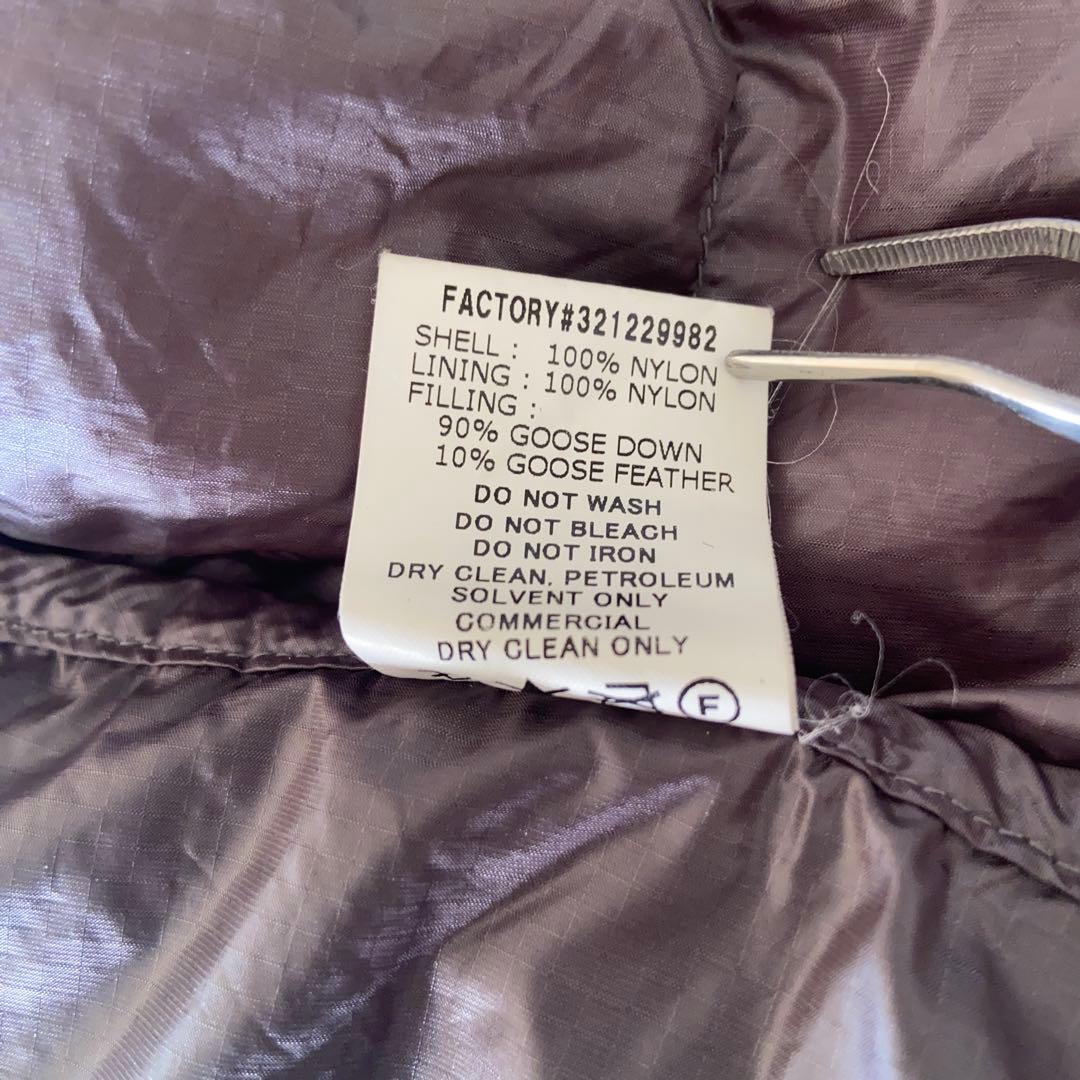 FACTORY#321229982
SHELL : 100% NYLON
LINING : 100% NYLON
FILLING :
90% GOOSE DOWN
10% GOOSE FEATHER
DO NOT WASH
DO NOT BLEACH
DO NOT IRON
DRY CLEAN, PETROLEUM
SOLVENT ONLY
COMMERCIAL
DRY CLEAN ONLY
F